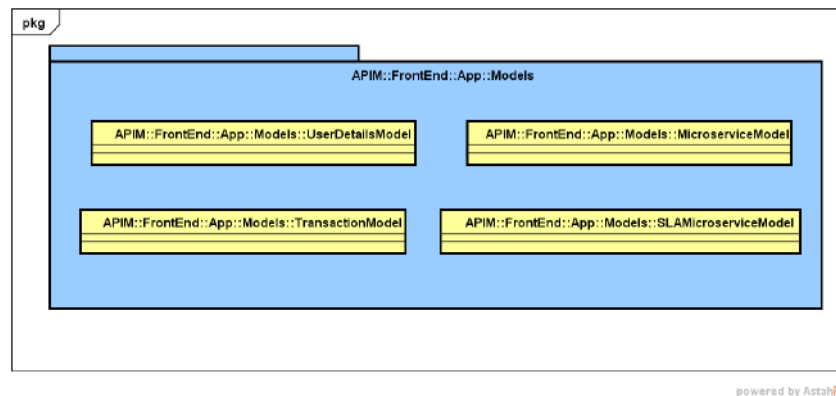 pkg
APIM::FrontEnd::App::Models
APIM::FrontEnd::App::Models::UserDetailsModel
APIM::FrontEnd::App::Models::MicroserviceModel
APIM::FrontEnd::App::Models::TransactionModel
APIM::FrontEnd::App::Models::SLAMicroserviceModel
powered by Astah